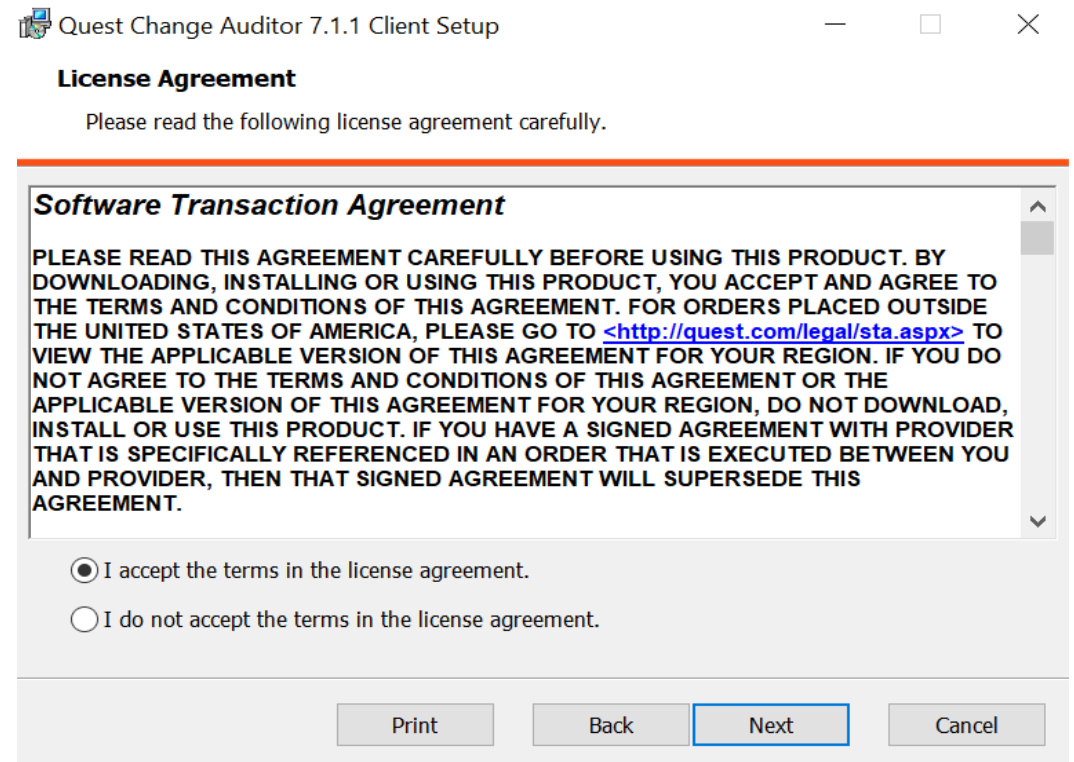 Quest Change Auditor 7.1.1 Client Setup
License Agreement
Please read the following license agreement carefully.
Software Transaction Agreement
PLEASE READ THIS AGREEMENT CAREFULLY BEFORE USING THIS PRODUCT. BY
DOWNLOADING, INSTALLING OR USING THIS PRODUCT, YOU ACCEPT AND AGREE TO
THE TERMS AND CONDITIONS OF THIS AGREEMENT. FOR ORDERS PLACED OUTSIDE
THE UNITED STATES OF AMERICA, PLEASE GO TO <http://quest.com/legal/sta.aspx> TO
VIEW THE APPLICABLE VERSION OF THIS AGREEMENT FOR YOUR REGION. IF YOU DO
NOT AGREE TO THE TERMS AND CONDITIONS OF THIS AGREEMENT OR THE
APPLICABLE VERSION OF THIS AGREEMENT FOR YOUR REGION, DO NOT DOWNLOAD,
INSTALL OR USE THIS PRODUCT. IF YOU HAVE A SIGNED AGREEMENT WITH PROVIDER
THAT IS SPECIFICALLY REFERENCED IN AN ORDER THAT IS EXECUTED BETWEEN YOU
AND PROVIDER, THEN THAT SIGNED AGREEMENT WILL SUPERSEDE THIS
AGREEMENT.
I accept the terms in the license agreement.
I do not accept the terms in the license agreement.
Print Back Next Cancel